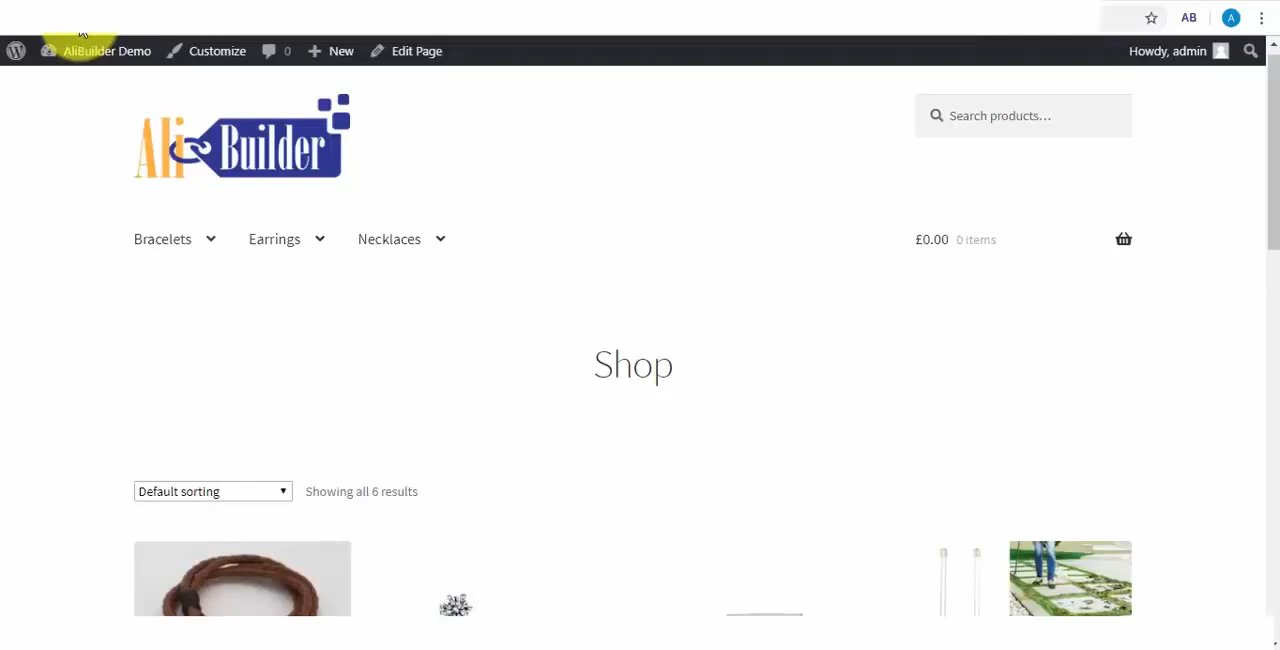 AB
A
AliBuilder Demo Customize 0 New Edit Page Howdy, admin
Ali Builder
Search products...
Bracelets Earrings Necklaces £0.00 0 items
Shop
Default sorting Showing all 6 results